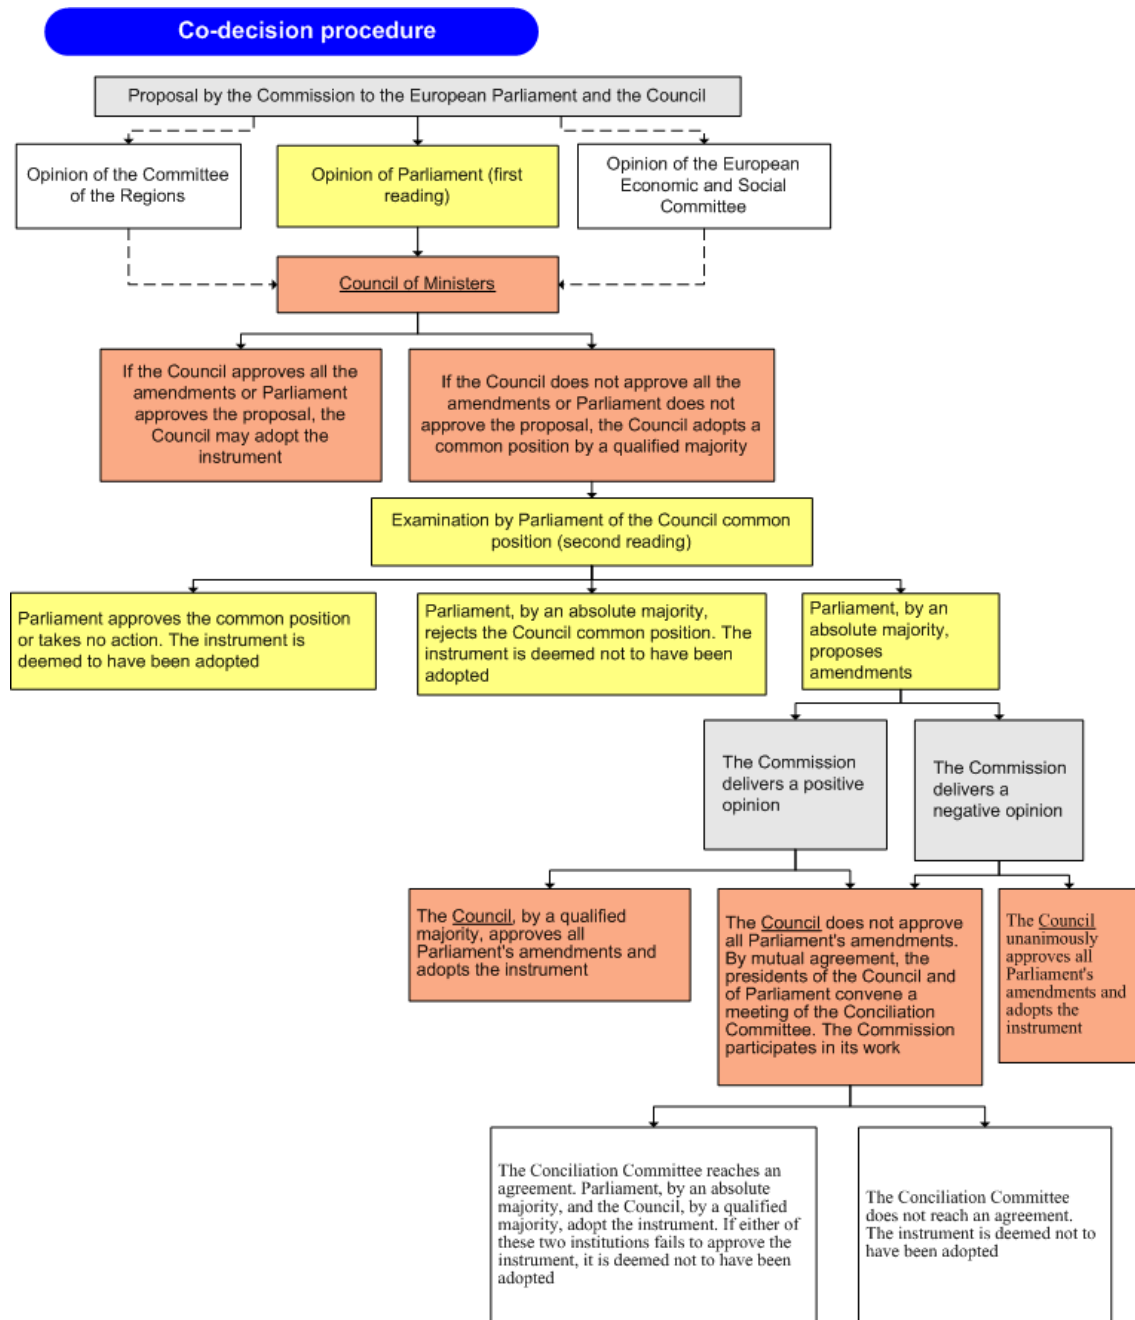 Co-decision procedure
Proposal by the Commission to the European Parliament and the Council
Opinion of the Committee
of the Regions
Opinion of Parliament (first
reading)
Opinion of the European
Economic and Social
Committee
Council of Ministers
If the Council approves all the
amendments or Parliament
approves the proposal, the
Council may adopt the
instrument
If the Council does not approve all the
amendments or Parliament does not
approve the proposal, the Council adopts a
common position by a qualified majority
Examination by Parliament of the Council common
position (second reading)
Parliament approves the common position
or takes no action. The instrument is
deemed to have been adopted
Parliament, by an absolute majority,
rejects the Council common position. The
instrument is deemed not to have been
adopted
Parliament, by an
absolute majority,
proposes
amendments
The Commission
delivers a positive
opinion
The Commission
delivers a
negative opinion
The Council, by a qualified
majority, approves all
Parliament's amendments and
adopts the instrument
The Council does not approve
all Parliament's amendments.
By mutual agreement, the
presidents of the Council and
of Parliament convene a
meeting of the Conciliation
Committee. The Commission
participates in its work
The Council
unanimously
approves all
Parliament's
amendments and
adopts the
instrument
The Conciliation Committee reaches an
agreement. Parliament, by an absolute
majority, and the Council, by a qualified
majority, adopt the instrument. If either of
these two institutions fails to approve the
instrument, it is deemed not to have been
adopted
The Conciliation Committee
does not reach an agreement.
The instrument is deemed not to
have been adopted